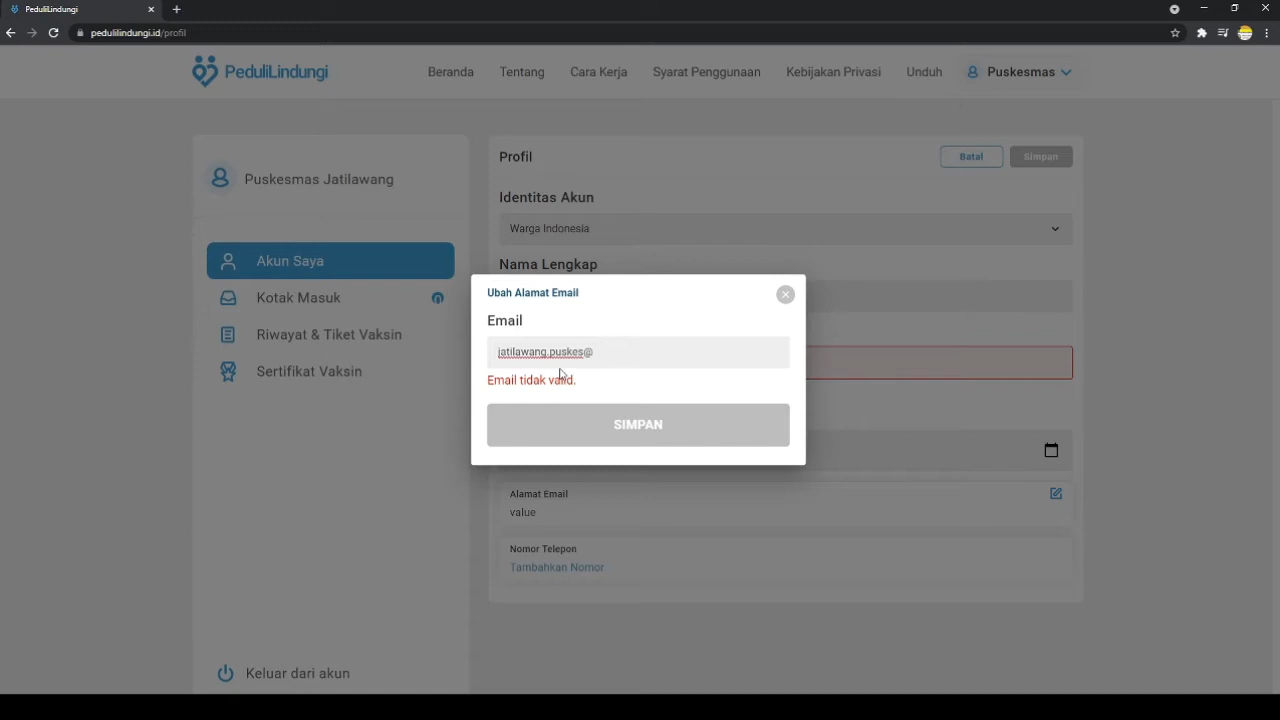 PeduliLindungi
pedulilindungi.id/profil
PeduliLindungi
Beranda
Tentang
Cara Kerja
Syarat Penggunaan
Kebijakan Privasi
Unduh
Puskesmas
Puskesmas Jatilawang
Akun Saya
Kotak Masuk
Riwayat & Tiket Vaksin
Sertifikat Vaksin
Keluar dari akun
Profil
Batal
Simpan
Identitas Akun
Warga Indonesia
Nama Lengkap
Ubah Alamat Email
Email
jatilawang.puskes@
Email tidak valid.
SIMPAN
Alamat Email
value
Nomor Telepon
Tambahkan Nomor